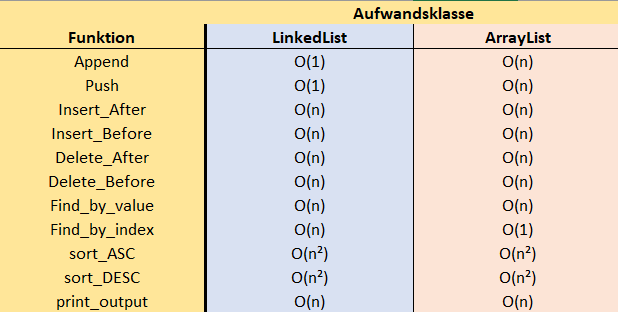 Aufwandsklasse
Funktion LinkedList ArrayList
Append O(1) O(n)
Push O(1) O(n)
Insert_After O(n) O(n)
Insert_Before O(n) O(n)
Delete_After O(n) O(n)
Delete_Before O(n) O(n)
Find_by_value O(n) O(n)
Find_by_index O(n) O(1)
sort_ASC O(n²) O(n²)
sort_DESC O(n²) O(n²)
print_output O(n) O(n)